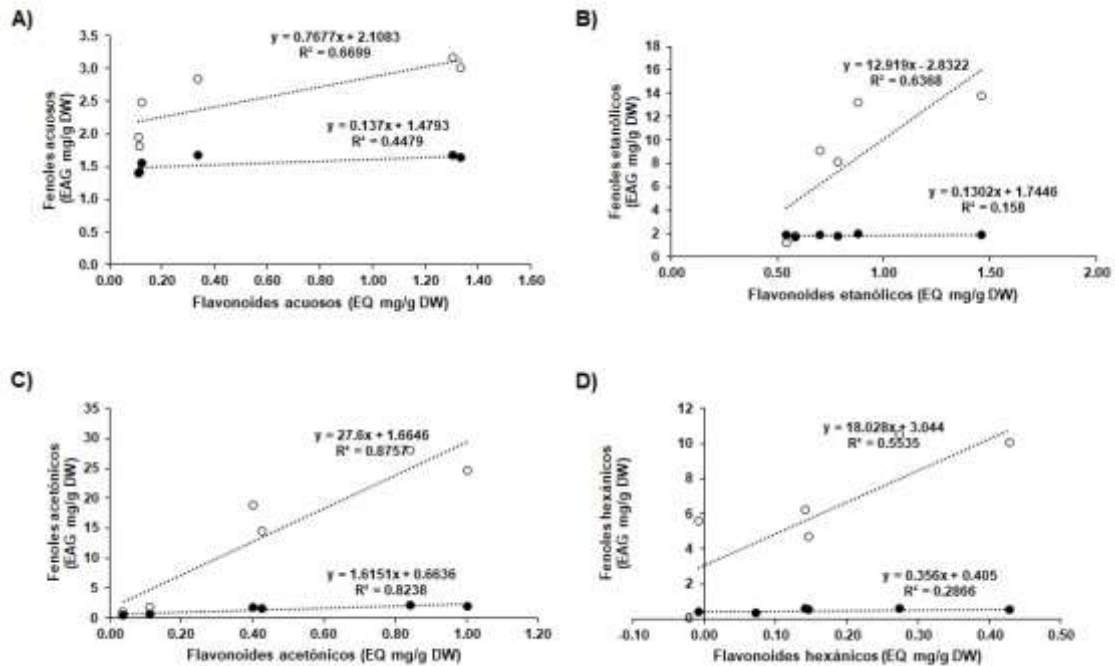 A)
y = 0.7677x + 2.1083
R² = 0.6699
y = 0.137x + 1.4793
R² = 0.4479
Fenoles acuosos
(EAG mg/g DW)
3.5
3.0
2.5
2.0
1.5
1.0
0.5
0.0
0.00 0.20 0.40 0.60 0.80 1.00 1.20 1.40 1.60
Flavonoides acuosos (EQ mg/g DW)
B)
y = 12.919x - 2.8322
R² = 0.6368
y = 0.1302x + 1.7446
R² = 0.158
Fenoles etanólicos
(EAG mg/g DW)
18
16
14
12
10
8
6
4
2
0
0.00 0.50 1.00 1.50 2.00
Flavonoides etanólicos (EQ mg/g DW)
C)
y = 27.6x + 1.6646
R² = 0.8757
y = 1.6151x + 0.6636
R² = 0.8238
Fenoles acetónicos
(EAG mg/g DW)
35
30
25
20
15
10
5
0
0.00 0.20 0.40 0.60 0.80 1.00 1.20
Flavonoides acetónicos (EQ mg/g DW)
D)
y = 18.028x + 3.044
R² = 0.5535
y = 0.356x + 0.405
R² = 0.2866
Fenoles hexánicos
(EAG mg/g DW)
12
10
8
6
4
2
0
-0.10 0.00 0.10 0.20 0.30 0.40 0.50
Flavonoides hexánicos (EQ mg/g DW)